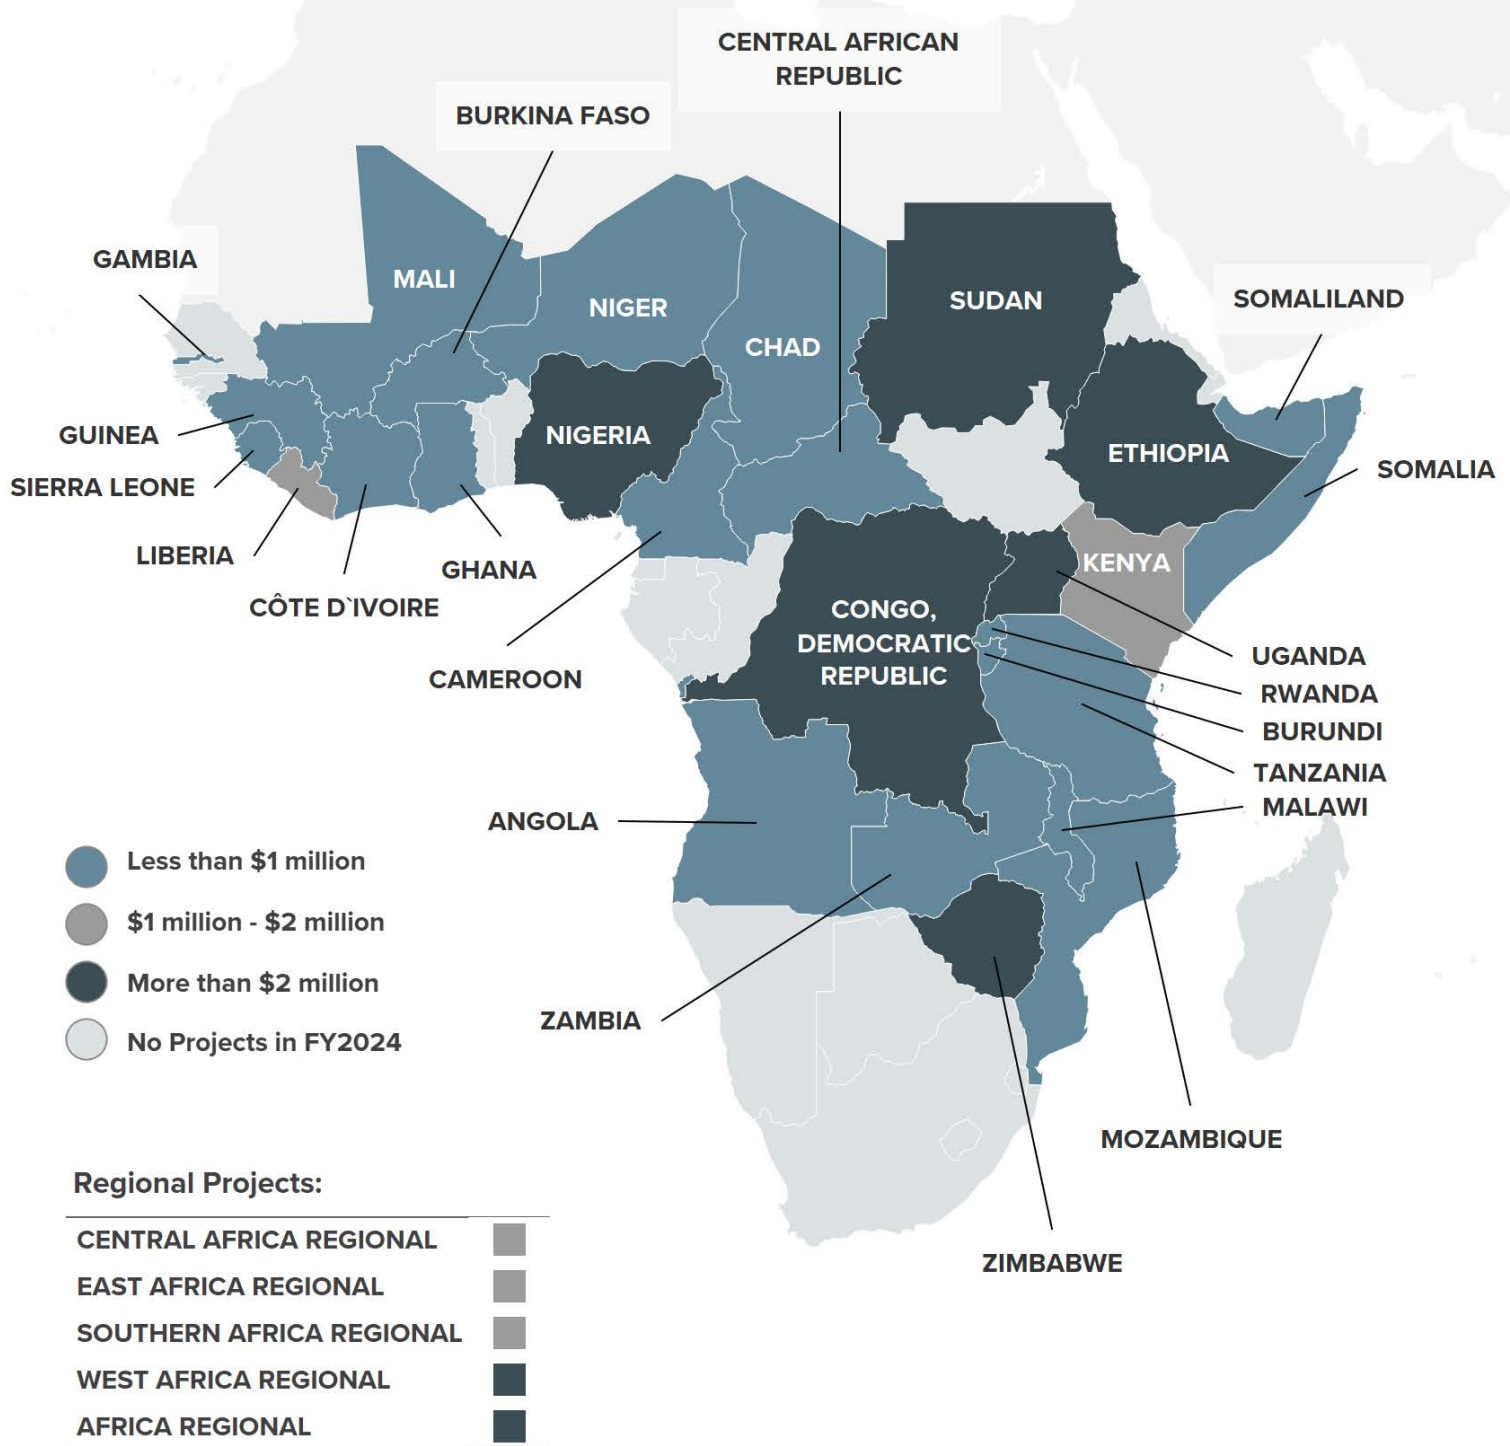 CENTRAL AFRICAN
REPUBLIC
BURKINA FASO
GAMBIA
MALI
NIGER
CHAD
SUDAN
SOMALILAND
GUINEA
NIGERIA
ETHIOPIA
SOMALIA
SIERRA LEONE
LIBERIA
GHANA
KENYA
CÔTE D`IVOIRE
CONGO,
DEMOCRATIC
REPUBLIC
CAMEROON
UGANDA
RWANDA
BURUNDI
TANZANIA
MALAWI
ANGOLA
Less than $1 million
$1 million - $2 million
More than $2 million
No Projects in FY2024
ZAMBIA
MOZAMBIQUE
ZIMBABWE
Regional Projects:
CENTRAL AFRICA REGIONAL
EAST AFRICA REGIONAL
SOUTHERN AFRICA REGIONAL
WEST AFRICA REGIONAL
AFRICA REGIONAL